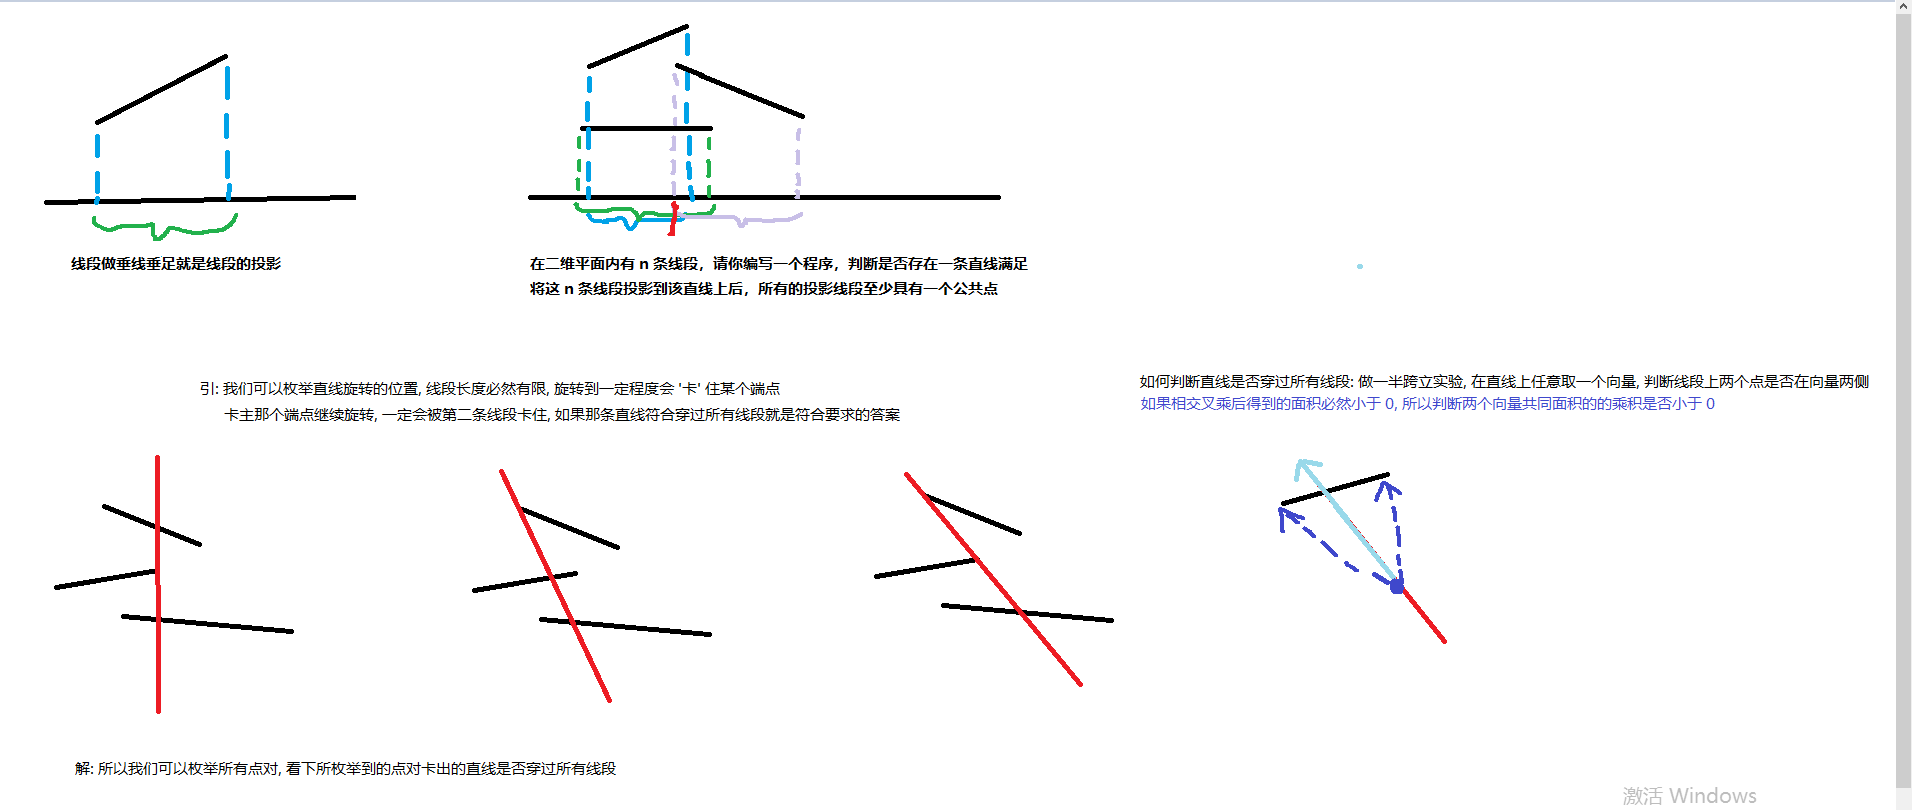 线段做垂线垂足就是线段的投影
在二维平面内有 n 条线段，请你编写一个程序，判断是否存在一条直线满足
将这 n 条线段投影到该直线上后，所有的投影线段至少具有一个公共点
引: 我们可以枚举直线旋转的位置, 线段长度必然有限, 旋转到一定程度会 '卡' 住某个端点
卡主那个端点继续旋转, 一定会被第二条线段卡住, 如果那条直线符合穿过所有线段就是符合要求的答案
如何判断直线是否穿过所有线段: 做一半跨立实验, 在直线上任意取一个向量, 判断线段上两个点是否在向量两侧
如果相交叉乘后得到的面积必然小于 0, 所以判断两个向量共同面积的的乘积是否小于 0
解: 所以我们可以枚举所有点对, 看下所枚举到的点对卡出的直线是否穿过所有线段
激活 Windows